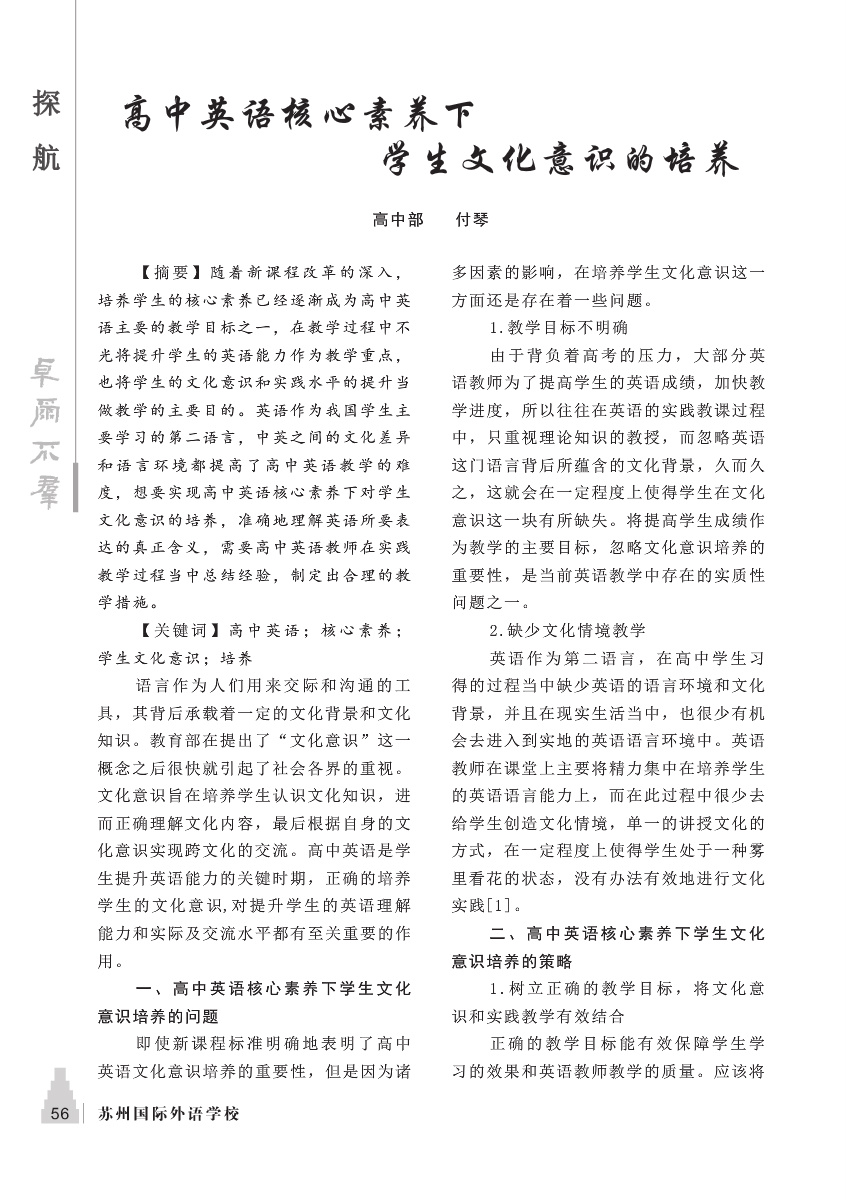 探
航
高中英语核心素养下
学生文化意识的培养
高中部 付琴
【摘要】随着新课程改革的深入，
培养学生的核心素养已经逐渐成为高中英
语主要的教学目标之一，在教学过程中不
光将提升学生的英语能力作为教学重点，
也将学生的文化意识和实践水平的提升当
做教学的主要目的。英语作为我国学生主
要学习的第二语言，中英之间的文化差异
和语言环境都提高了高中英语教学的难
度，想要实现高中英语核心素养下对学生
文化意识的培养，准确地理解英语所要表
达的真正含义，需要高中英语教师在实践
教学过程当中总结经验，制定出合理的教
学措施。
【关键词】高中英语；核心素养；
学生文化意识；培养
语言作为人们用来交际和沟通的工
具，其背后承载着一定的文化背景和文化
知识。教育部在提出了“文化意识”这一
概念之后很快就引起了社会各界的重视。
文化意识旨在培养学生认识文化知识，进
而正确理解文化内容，最后根据自身的文
化意识实现跨文化的交流。高中英语是学
生提升英语能力的关键时期，正确的培养
学生的文化意识,对提升学生的英语理解
能力和实际及交流水平都有至关重要的作
用。
一、高中英语核心素养下学生文化
意识培养的问题
即使新课程标准明确地表明了高中
英语文化意识培养的重要性，但是因为诸
多因素的影响，在培养学生文化意识这一
方面还是存在着一些问题。
1.教学目标不明确
由于背负着高考的压力，大部分英
语教师为了提高学生的英语成绩，加快教
学进度，所以往往在英语的实践教课过程
中，只重视理论知识的教授，而忽略英语
这门语言背后所蕴含的文化背景，久而久
之，这就会在一定程度上使得学生在文化
意识这一块有所缺失。将提高学生成绩作
为教学的主要目标，忽略文化意识培养的
重要性，是当前英语教学中存在的实质性
问题之一。
2.缺少文化情境教学
英语作为第二语言，在高中学生习
得的过程当中缺少英语的语言环境和文化
背景，并且在现实生活当中，也很少有机
会去进入到实地的英语语言环境中。英语
教师在课堂上主要将精力集中在培养学生
的英语语言能力上，而在此过程中很少去
给学生创造文化情境，单一的讲授文化的
方式，在一定程度上使得学生处于一种雾
里看花的状态，没有办法有效地进行文化
实践[1]。
二、高中英语核心素养下学生文化
意识培养的策略
1.树立正确的教学目标，将文化意
识和实践教学有效结合
正确的教学目标能有效保障学生学
习的效果和英语教师教学的质量。应该将
卓
尔
不
群
56
苏州国际外语学校